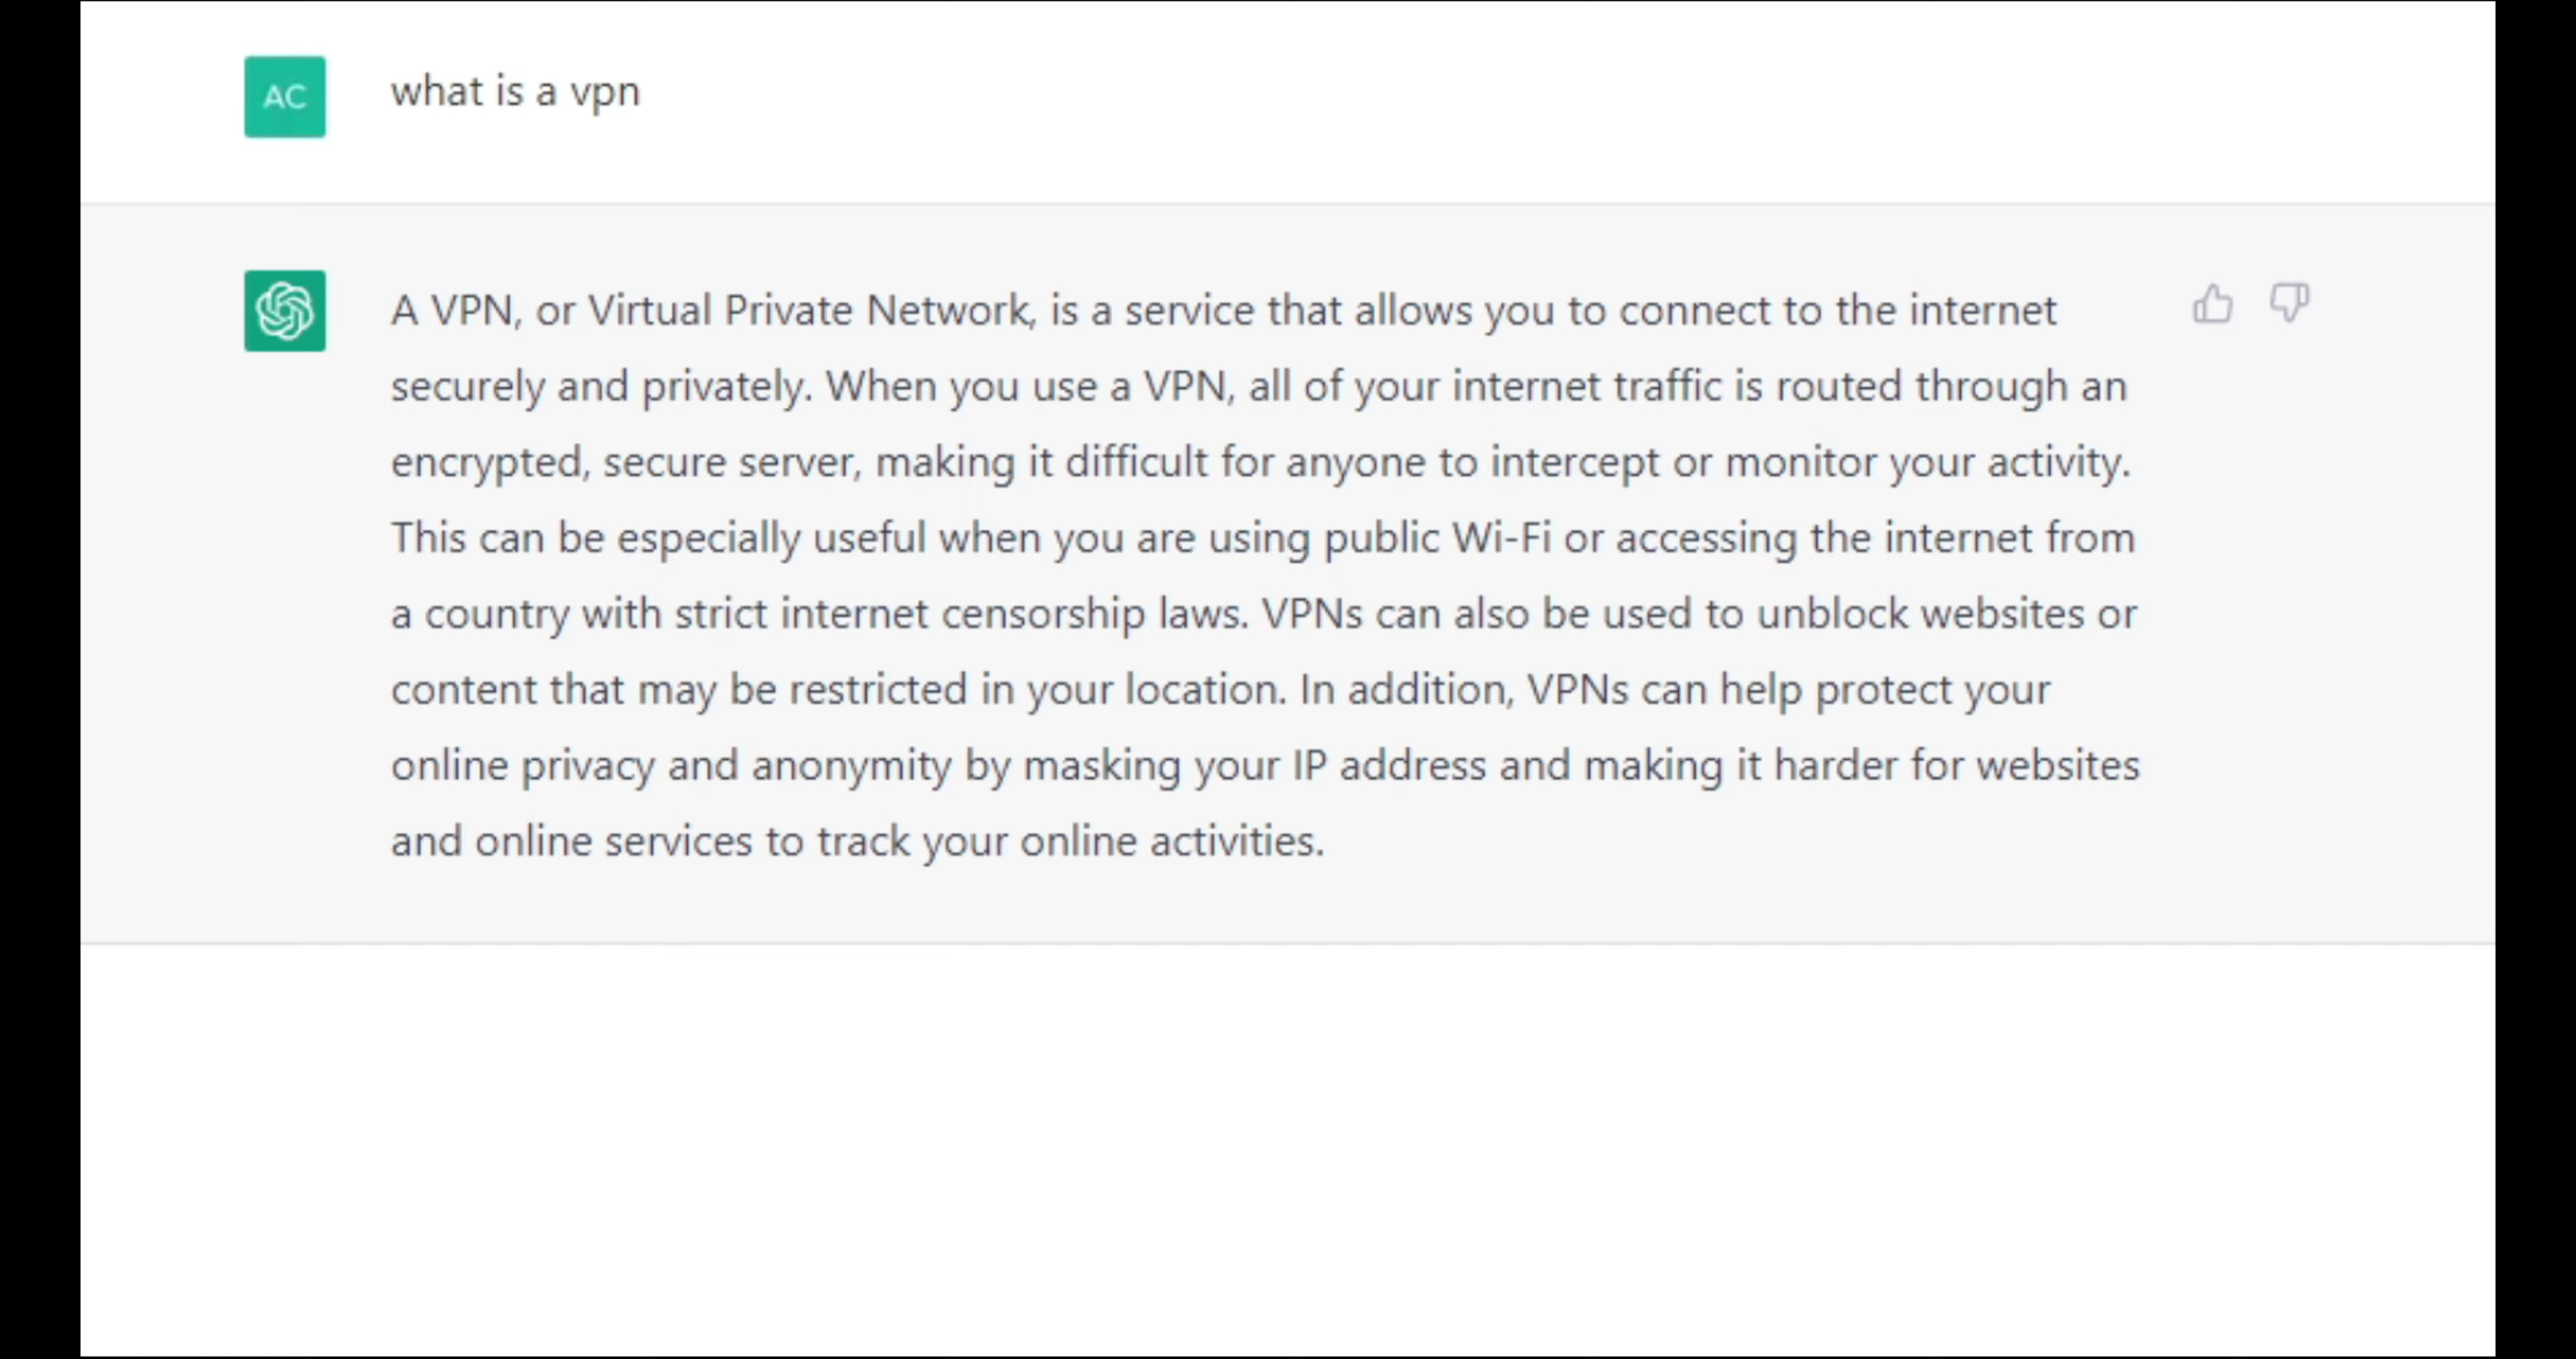 AC
what is a vpn
A VPN, or Virtual Private Network, is a service that allows you to connect to the internet
securely and privately. When you use a VPN, all of your internet traffic is routed through an
encrypted, secure server, making it difficult for anyone to intercept or monitor your activity.
This can be especially useful when you are using public Wi-Fi or accessing the internet from
a country with strict internet censorship laws. VPNs can also be used to unblock websites or
content that may be restricted in your location. In addition, VPNs can help protect your
online privacy and anonymity by masking your IP address and making it harder for websites
and online services to track your online activities.